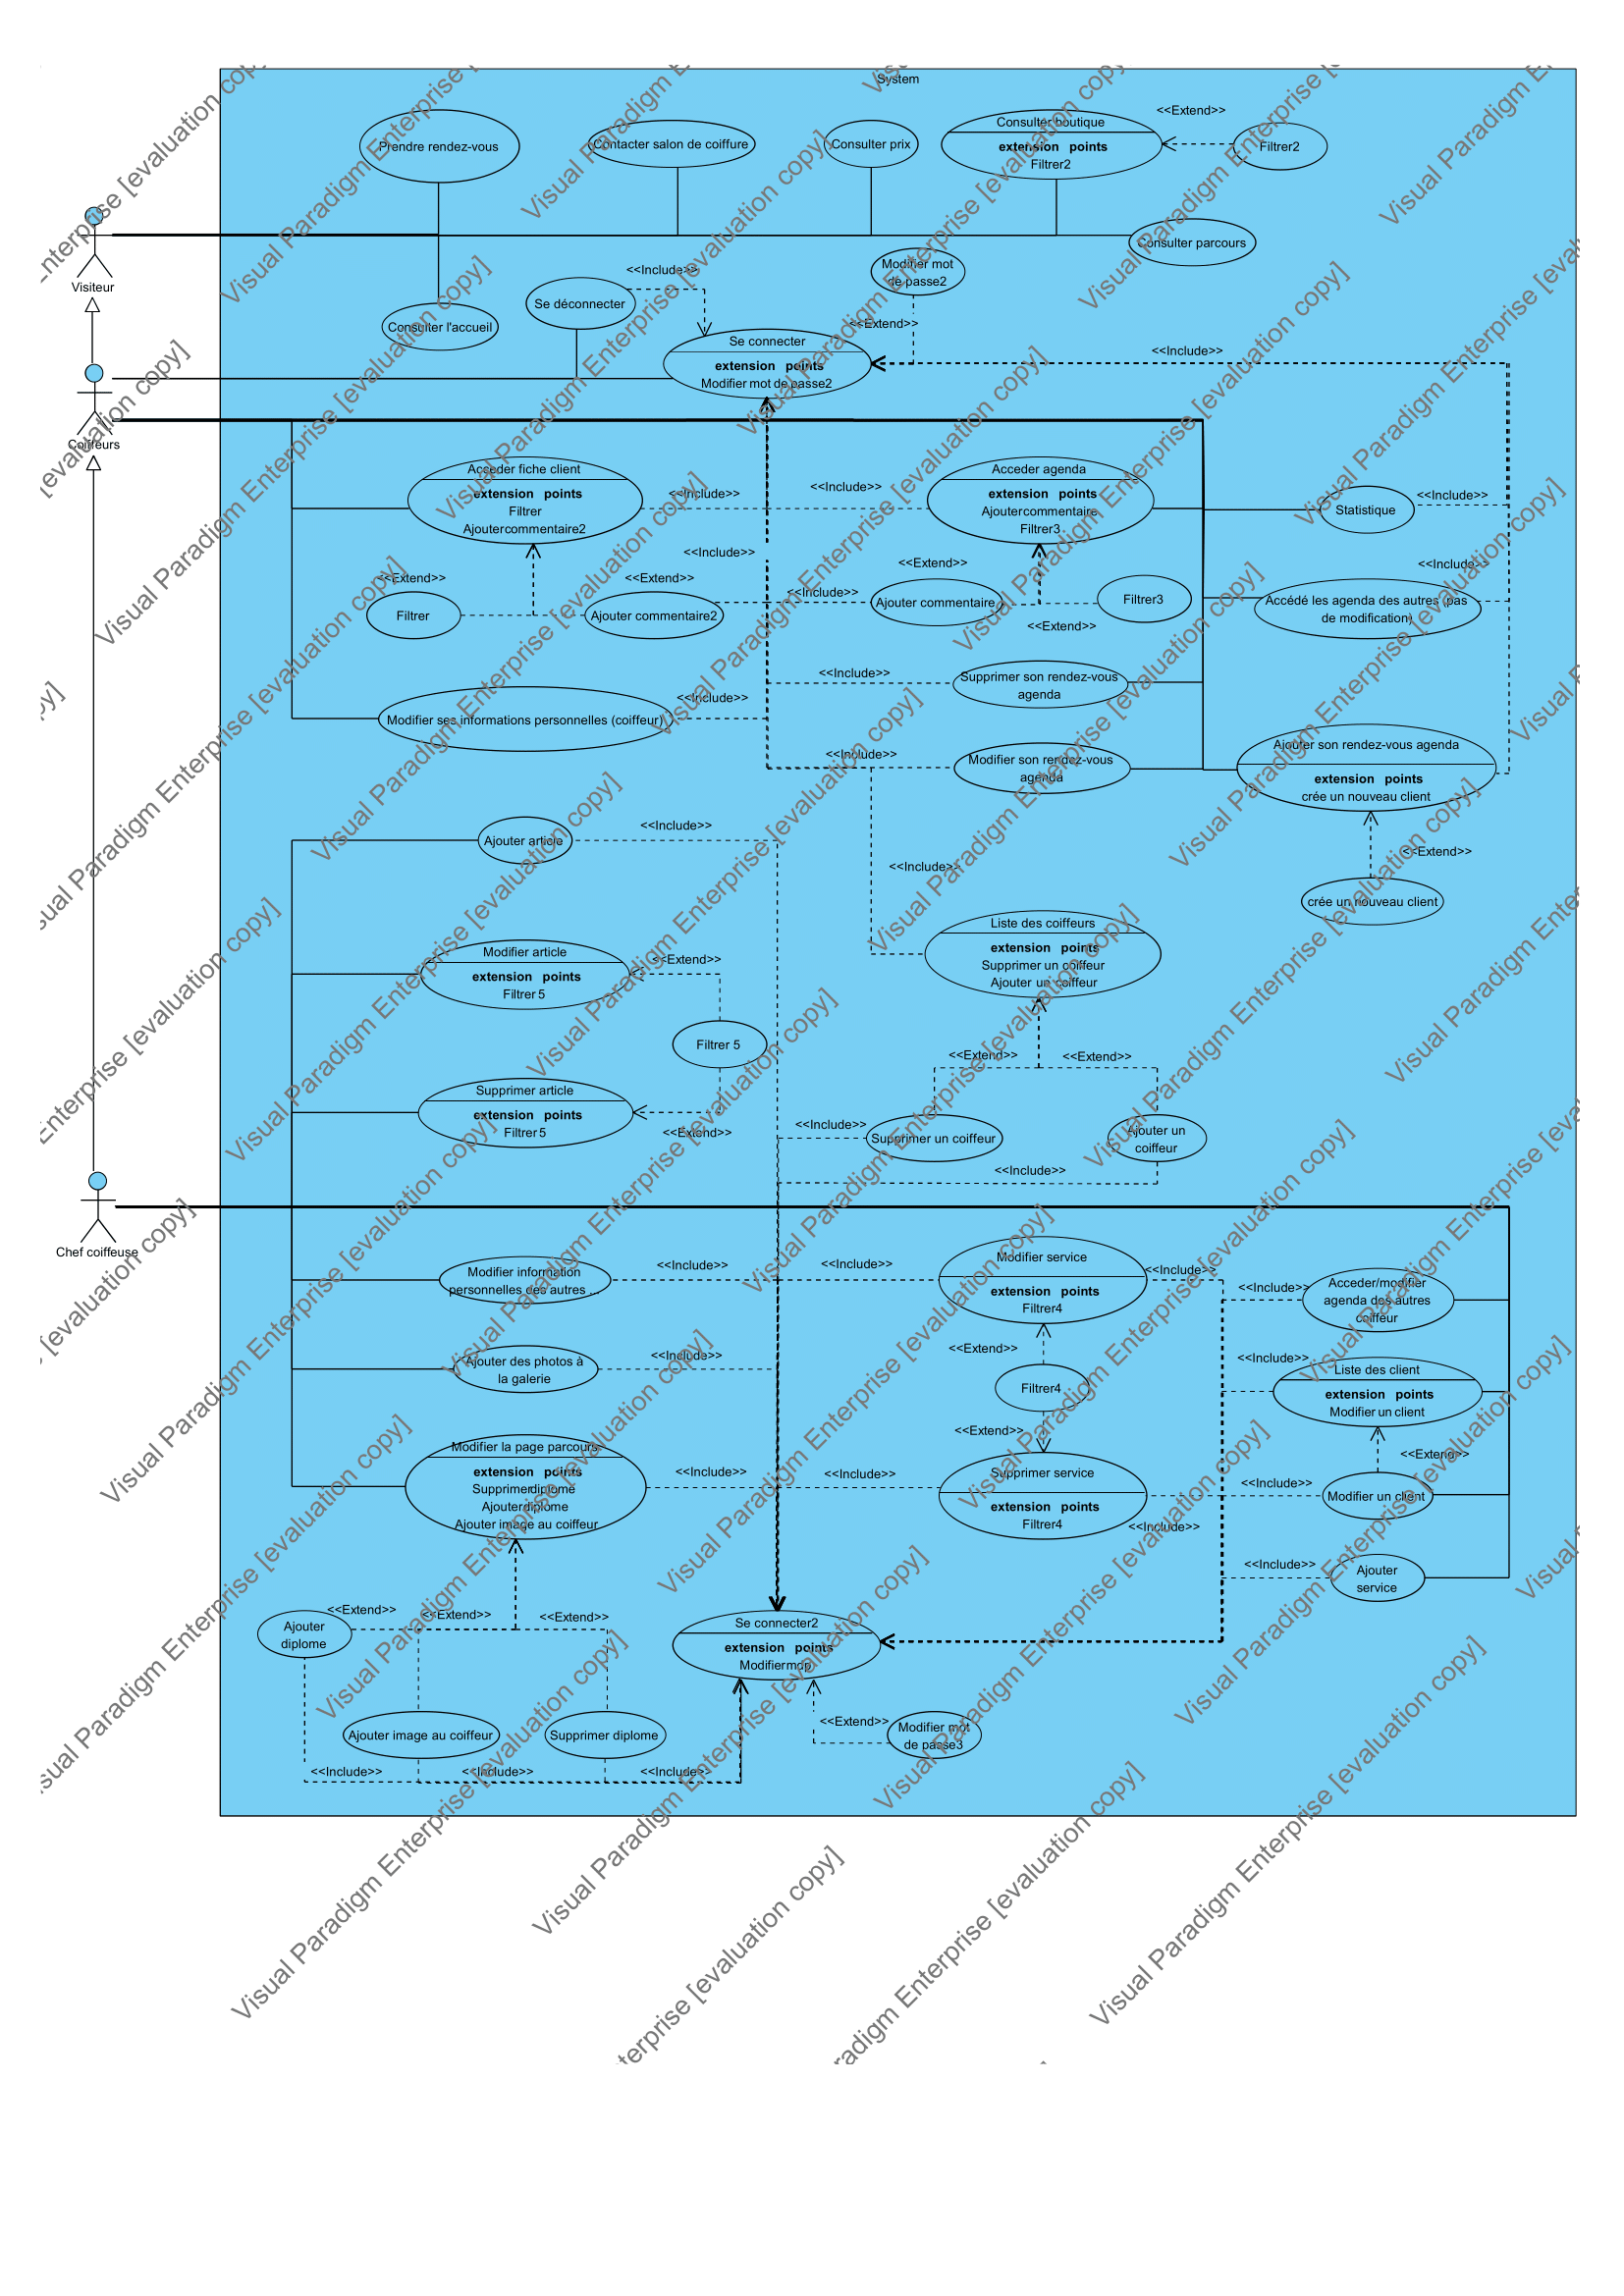 System
Prendre rendez-vous
Contacter salon de coiffure
Consulter prix
Consulter boutique
extension points
Filtrer2
<<Extend>>
Filtrer2
Visiteur
Consulter parcours
Consulter l'accueil
Se déconnecter
<<Include>>
Modifier mot
de passe2
<<Extend>>
Se connecter
extension points
Modifier mot de passe2
<<Include>>
Coiffeurs
Acceder fiche client
extension points
Filtrer
Ajoutercommentaire2
<<Include>>
<<Include>>
Acceder agenda
extension points
Ajoutercommentaire
Filtrer3
Statistique
<<Include>>
<<Include>>
<<Extend>>
<<Extend>>
<<Extend>>
<<Include>>
Filtrer
Ajouter commentaire2
<<Include>>
Ajouter commentaire
Filtrer3
<<Extend>>
Accédé les agenda des autres (pas
de modification)
Modifier ses informations personnelles (coiffeur)
<<Include>>
<<Include>>
Supprimer son rendez-vous
agenda
<<Include>>
Modifier son rendez-vous
agenda
Ajouter son rendez-vous agenda
extension points
crée un nouveau client
<<Extend>>
crée un nouveau client
Ajouter article
<<Include>>
<<Include>>
Liste des coiffeurs
extension points
Supprimer un coiffeur
Ajouter un coiffeur
Modifier article
extension points
Filtrer 5
<<Extend>>
Filtrer 5
Supprimer article
extension points
Filtrer 5
<<Extend>>
<<Extend>>
<<Extend>>
<<Include>>
Supprimer un coiffeur
Ajouter un
coiffeur
<<Include>>
Chef coiffeuse
Modifier information
personnelles des autres ...
<<Include>>
<<Include>>
Modifier service
extension points
Filtrer4
<<Include>>
<<Include>>
Acceder/modifier
agenda des autres
coiffeur
Ajouter des photos à
la galerie
<<Include>>
<<Extend>>
Filtrer4
<<Extend>>
<<Include>>
Liste des client
extension points
Modifier un client
<<Extend>>
Modifier la page parcours
extension points
Supprimerdiplome
Ajouterdiplome
Ajouter image au coiffeur
<<Include>>
<<Include>>
Supprimer service
extension points
Filtrer4
<<Include>>
Modifier un client
<<Include>>
<<Include>>
Ajouter
service
<<Extend>>
<<Extend>>
<<Extend>>
Ajouter
diplome
Se connecter2
extension points
Modifiermdp
Ajouter image au coiffeur
Supprimer diplome
<<Extend>>
Modifier mot
de passe3
<<Include>>
<<Include>>
<<Include>>
Visual Paradigm Enterprise [evaluation copy]